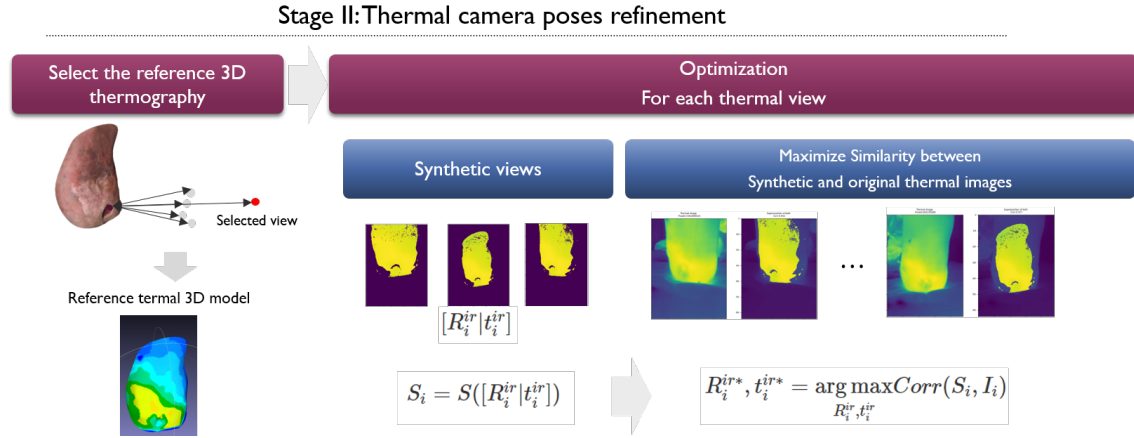 Stage II: Thermal camera poses refinement
Select the reference 3D
thermography
Optimization
For each thermal view
Synthetic views
Maximize Similarity between
Synthetic and original thermal images
Selected view
Reference termal 3D model
...
[R_i^{ir}|t_i^{ir}]
S_i = S([R_i^{ir}|t_i^{ir}])
R_i^{ir*}, t_i^{ir*} = arg max Corr(S_i, I_i)
R_i^{ir}, t_i^{ir}